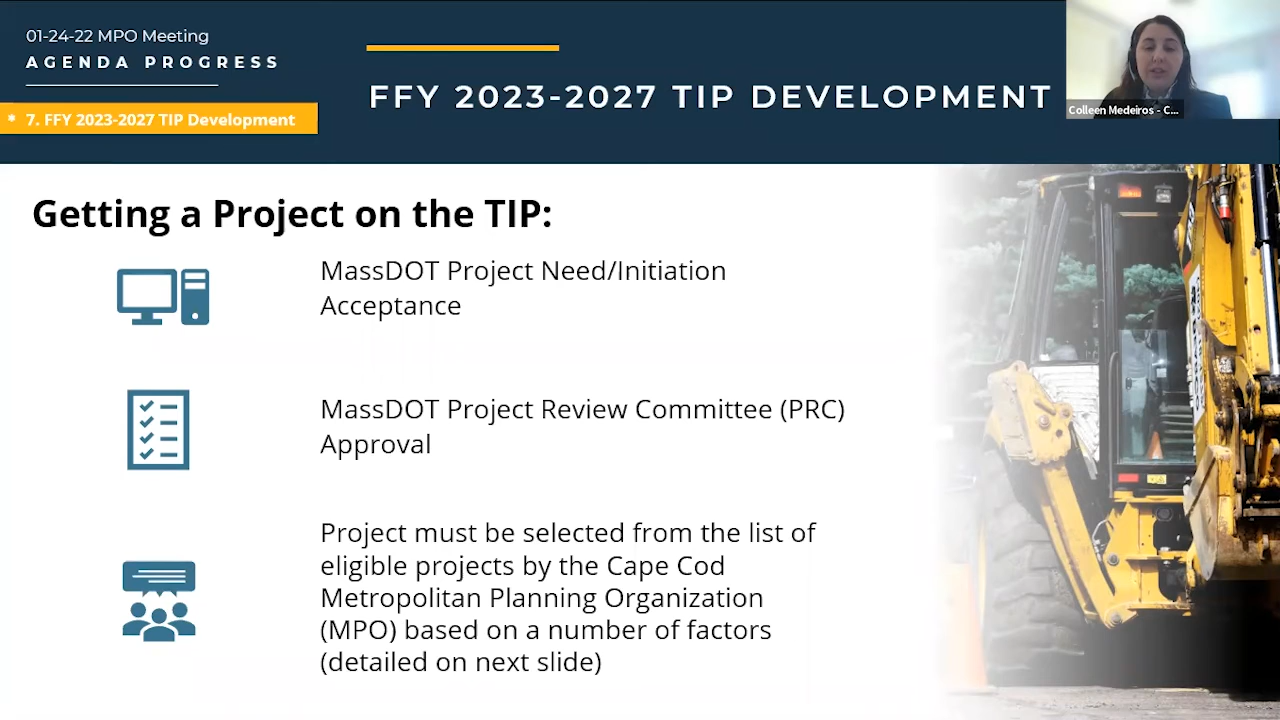 01-24-22 MPO Meeting
AGENDA PROGRESS
* 7. FFY 2023-2027 TIP Development
FFY 2023-2027 TIP DEVELOPMENT
Colleen Medeiros - C...
Getting a Project on the TIP:
MassDOT Project Need/Initiation
Acceptance
MassDOT Project Review Committee (PRC)
Approval
Project must be selected from the list of
eligible projects by the Cape Cod
Metropolitan Planning Organization
(MPO) based on a number of factors
(detailed on next slide)